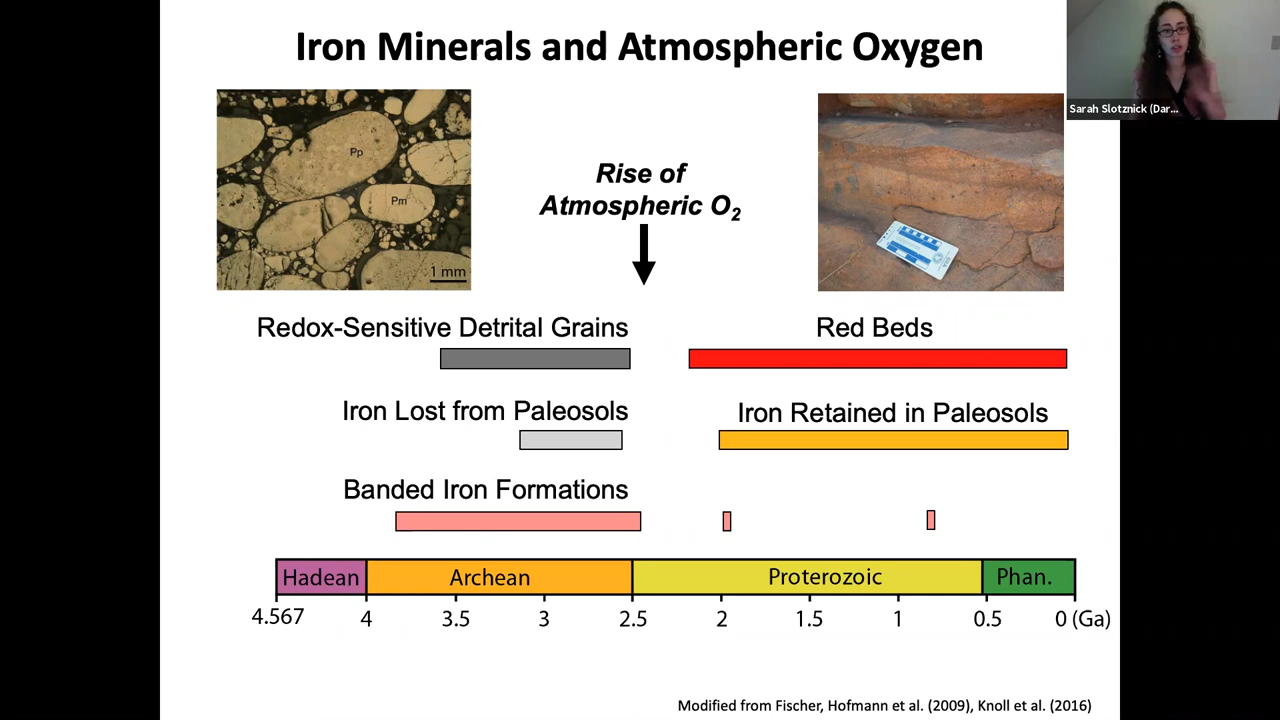 Iron Minerals and Atmospheric Oxygen
Sarah Slotznick (Dar...
Pp
Pm
1 mm
Rise of
Atmospheric O₂
Redox-Sensitive Detrital Grains
Red Beds
Iron Lost from Paleosols
Iron Retained in Paleosols
Banded Iron Formations
Hadean Archean Proterozoic Phan.
4.567 4 3.5 3 2.5 2 1.5 1 0.5 0 (Ga)
Modified from Fischer, Hofmann et al. (2009), Knoll et al. (2016)